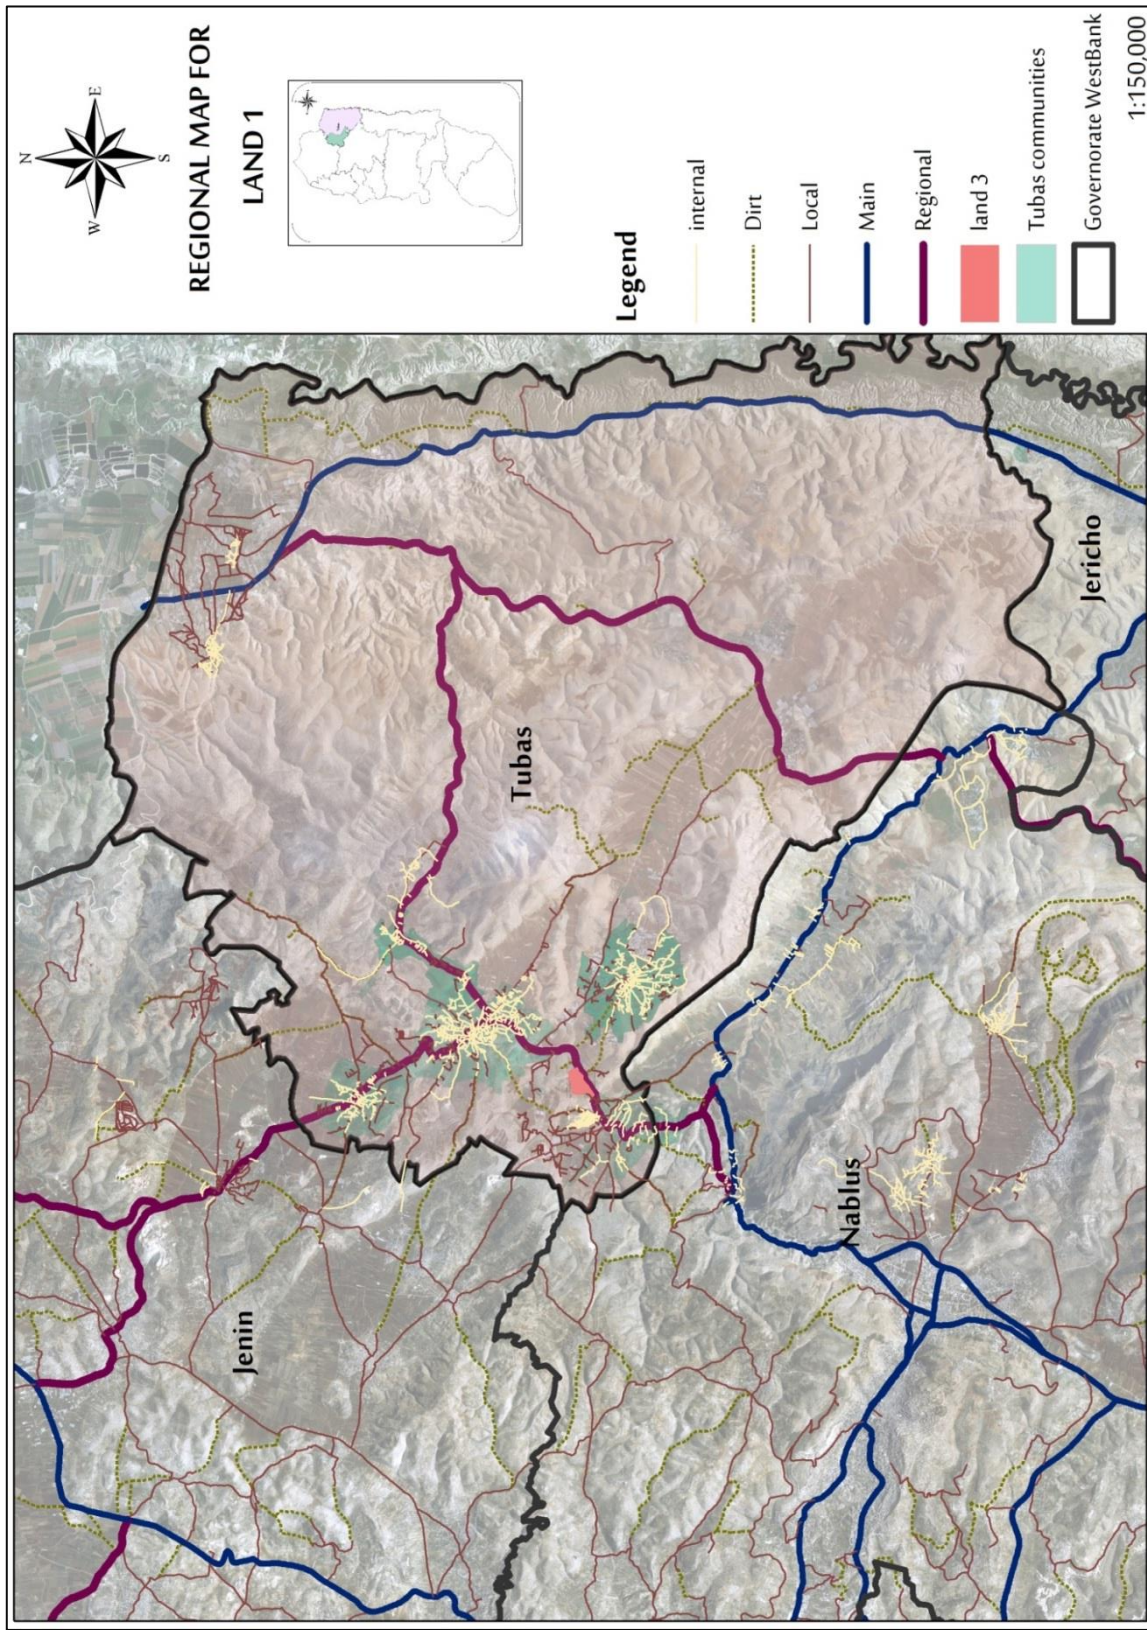 N
W
E
S
REGIONAL MAP FOR
LAND 1
Legend
internal
Dirt
Local
Main
Regional
land 3
Tubas communities
Governorate WestBank
1:150,000
Jenin
Tubas
Nablus
Jericho